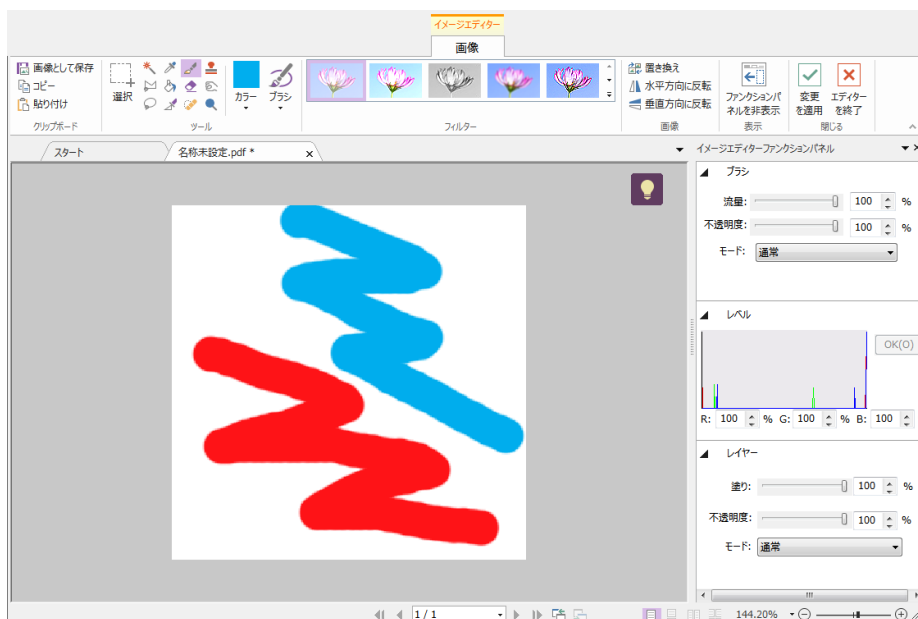 イメージエディター
画像
画像として保存
コピー
貼り付け
クリップボード
選択
ツール
カラー
ブラシ
フィルター
置き換え
水平方向に反転
垂直方向に反転
画像
ファンクションパネルを非表示
表示
変更を適用
エディターを終了
閉じる
スタート
名称未設定.pdf *
x
イメージエディターファンクションパネル
ブラシ
流量: 100 %
不透明度: 100 %
モード: 通常
レベル
OK(O)
R: 100 % G: 100 % B: 100
レイヤー
塗り: 100 %
不透明度: 100 %
モード: 通常
1 / 1
144.20%